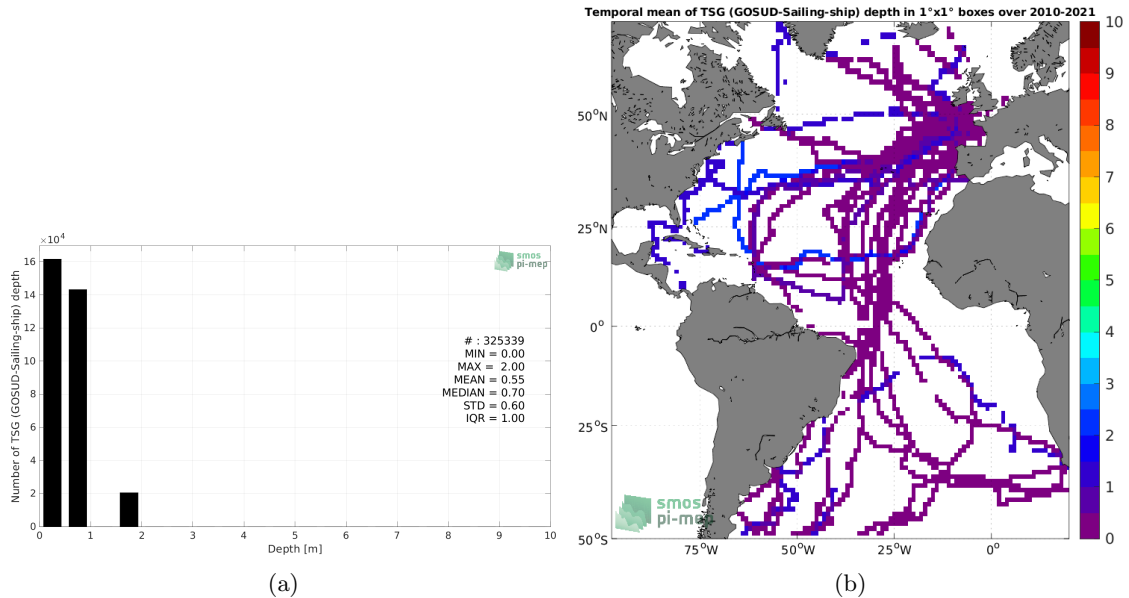 Temporal mean of TSG (GOSUD-Sailing-ship) depth in 1°x1° boxes over 2010-2021
×10⁴
16
14
12
10
8
6
4
2
0
Number of TSG (GOSUD-Sailing-ship) depth
0 1 2 3 4 5 6 7 8 9 10
Depth [m]
smos
pi-mep
# : 325339
MIN = 0.00
MAX = 2.00
MEAN = 0.55
MEDIAN = 0.70
STD = 0.60
IQR = 1.00
(a)
50°N
25°N
0°
25°S
50°S
75°W 50°W 25°W 0°
smos
pi-mep
10
9
8
7
6
5
4
3
2
1
0
(b)